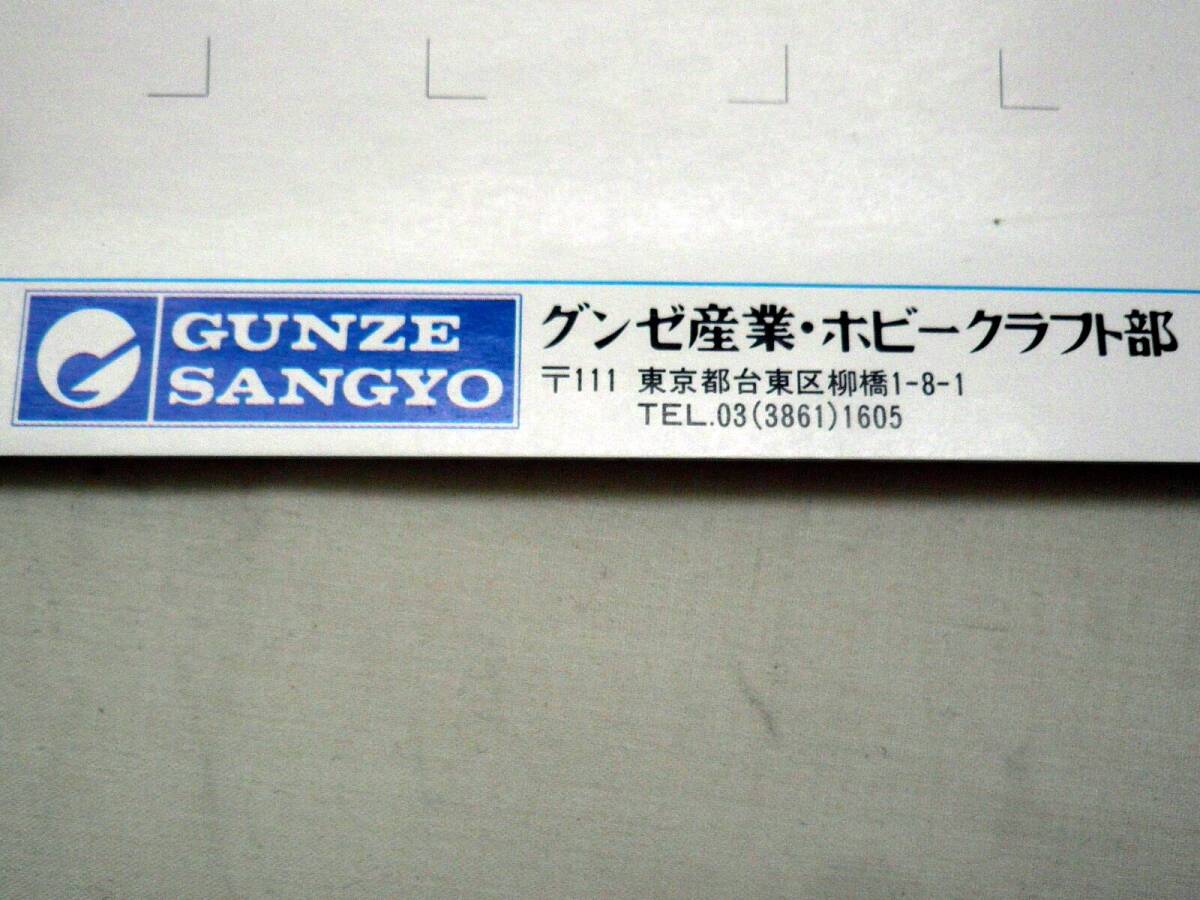 GUNZE
SANGYO
グンゼ産業・ホビークラフト部
〒111 東京都台東区柳橋1-8-1
TEL.03(3861)1605